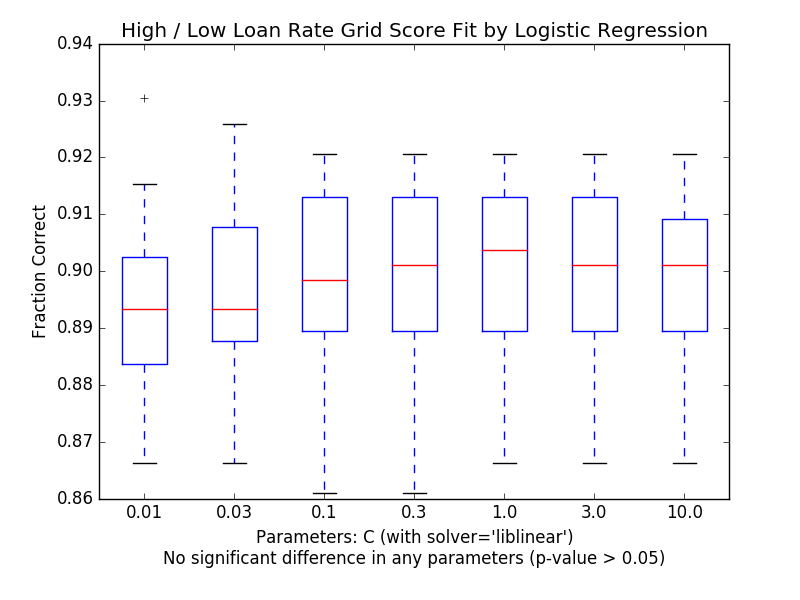 High / Low Loan Rate Grid Score Fit by Logistic Regression
0.94
0.93
0.92
0.91
0.90
0.89
0.88
0.87
0.86
Fraction Correct
0.01 0.03 0.1 0.3 1.0 3.0 10.0
Parameters: C (with solver='liblinear')
No significant difference in any parameters (p-value > 0.05)